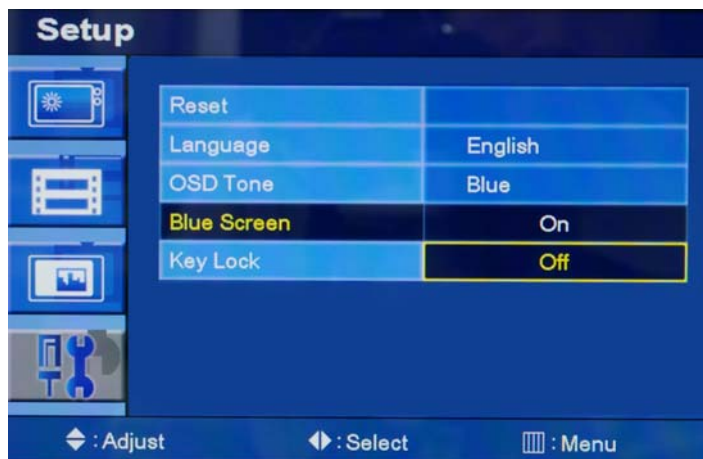 Setup
Reset
Language English
OSD Tone Blue
Blue Screen On
Key Lock Off
: Adjust : Select : Menu